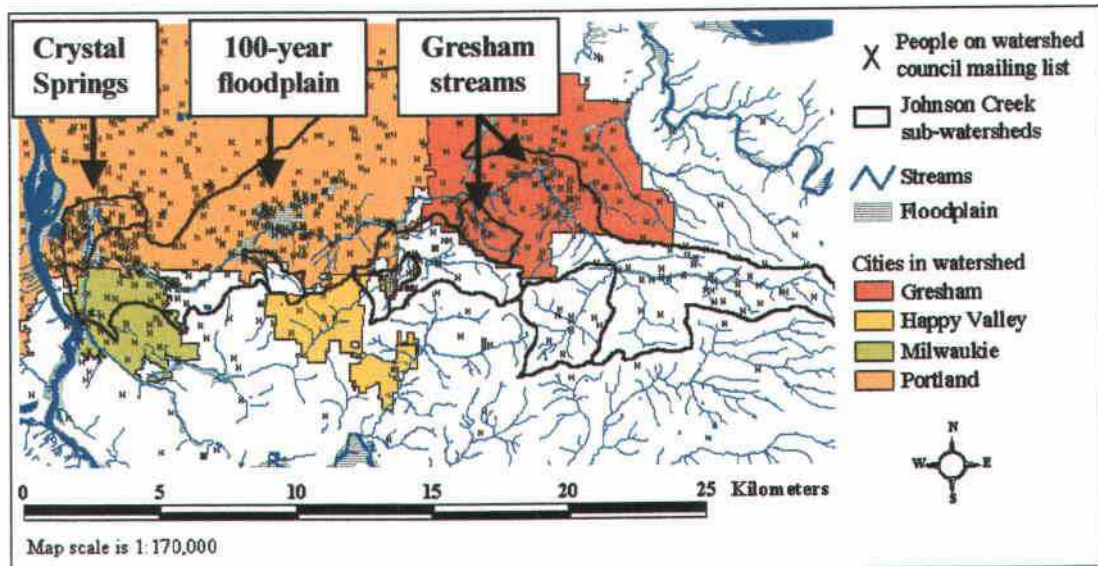 Crystal
Springs
100-year
floodplain
Gresham
streams
People on watershed
council mailing list
Johnson Creek
sub-watersheds
Streams
Floodplain
Cities in watershed
Gresham
Happy Valley
Milwaukie
Portland
N
W
E
S
0 5 10 15 20 25 Kilometers
Map scale is 1:170,000